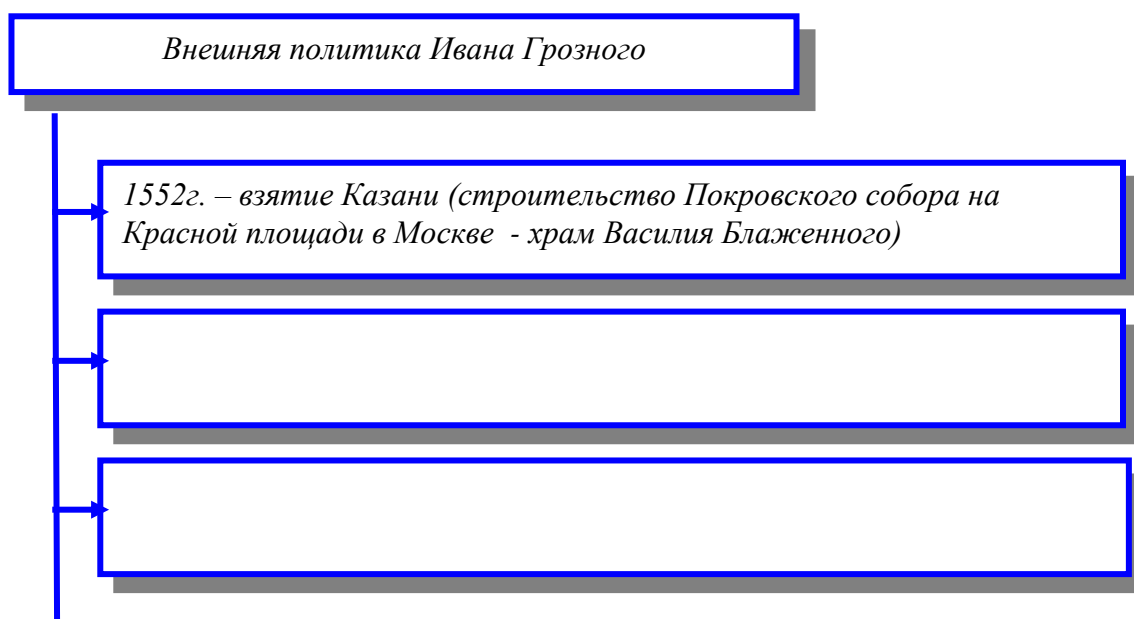 Внешняя политика Ивана Грозного
1552г. – взятие Казани (строительство Покровского собора на
Красной площади в Москве  - храм Василия Блаженного)